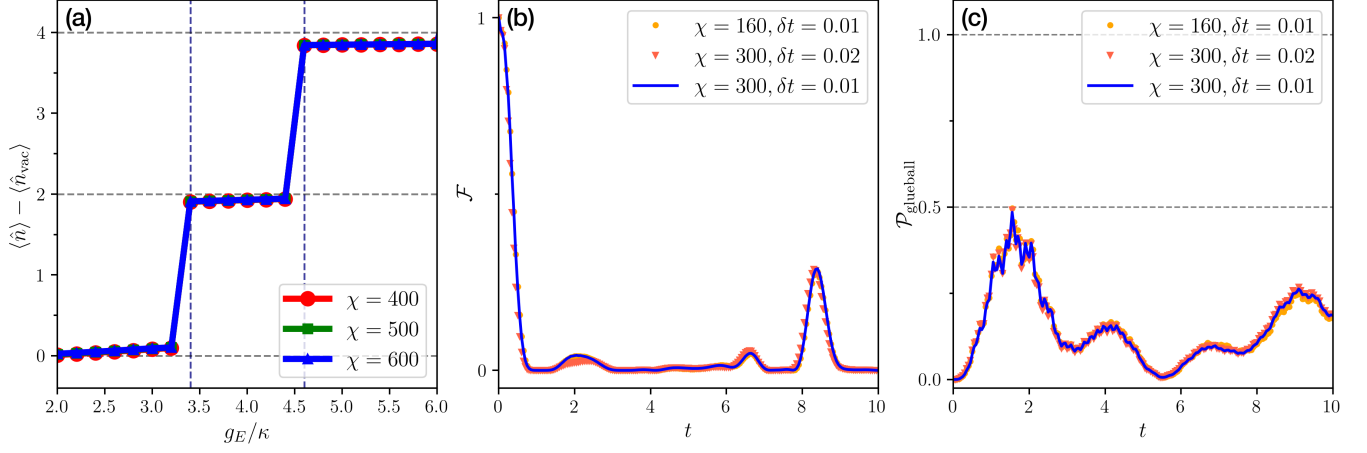 (a)
⟨n̂⟩ − ⟨n̂vac⟩
4
3
2
1
0
χ = 400
χ = 500
χ = 600
2.0 2.5 3.0 3.5 4.0 4.5 5.0 5.5 6.0
gE/κ
(b)
ℱ
1
0
χ = 160, δt = 0.01
χ = 300, δt = 0.02
χ = 300, δt = 0.01
0 2 4 6 8 10
t
(c)
𝒫glueball
1.0
0.5
0.0
χ = 160, δt = 0.01
χ = 300, δt = 0.02
χ = 300, δt = 0.01
0 2 4 6 8 10
t